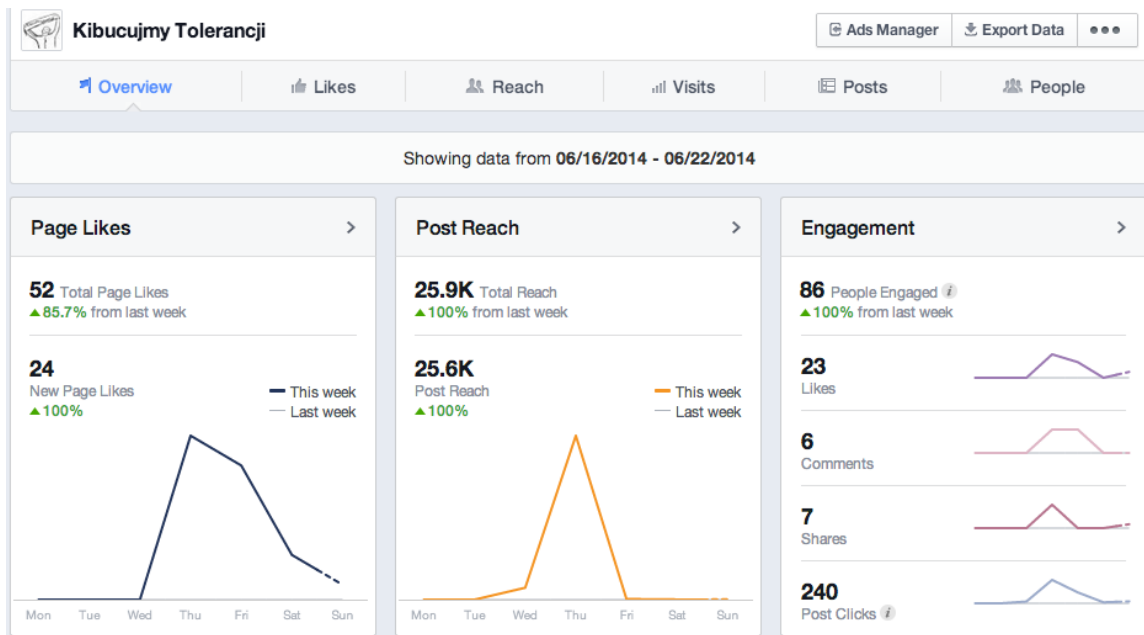 Kibucujmy Tolerancji
Ads Manager
Export Data
Overview
Likes
Reach
Visits
Posts
People
Showing data from 06/16/2014 - 06/22/2014
Page Likes
52 Total Page Likes
85.7% from last week
24
New Page Likes
100%
This week
Last week
Mon Tue Wed Thu Fri Sat Sun
Post Reach
25.9K Total Reach
100% from last week
25.6K
Post Reach
100%
This week
Last week
Mon Tue Wed Thu Fri Sat Sun
Engagement
86 People Engaged i
100% from last week
23
Likes
6
Comments
7
Shares
240
Post Clicks i